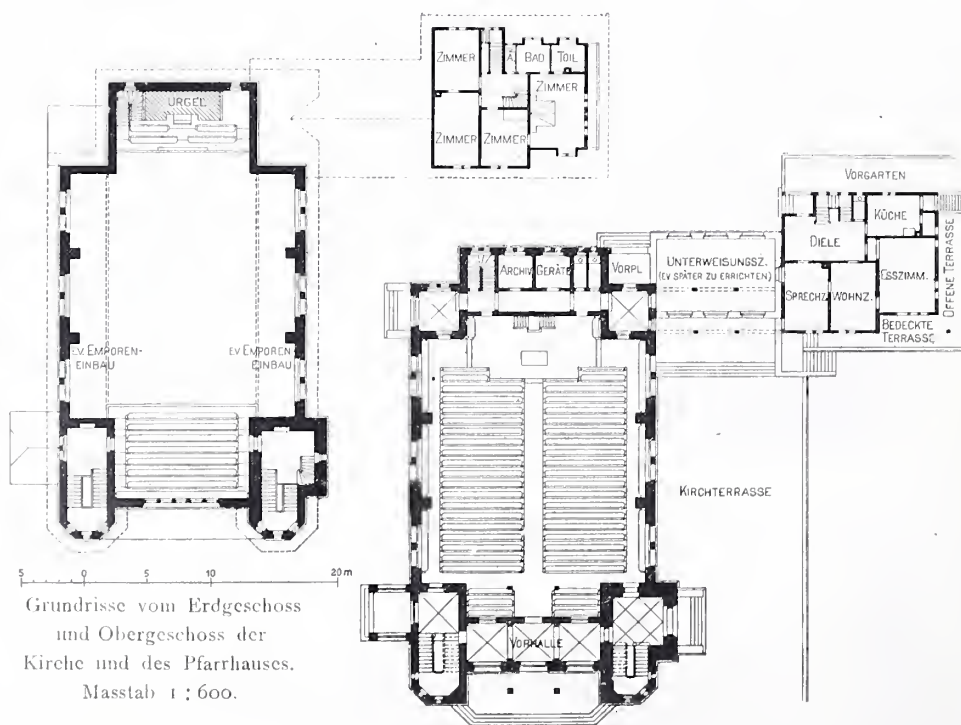 ORGEL
EV. EMPOREN-
EINBAU
EV. EMPOREN
EINBAU
ZIMMER
A.
BAD
TOIL.
ZIMMER
ZIMMER
ZIMMER
VORGARTEN
KÜCHE
DIELE
ESSZIMM.
SPRECHZ.
WOHNZ.
BEDECKTE
TERRASSE
OFFENE TERRASSE
UNTERWEISUNGSZ.
(EV. SPÄTER ZU ERRICHTEN)
ARCHIV
GERÄTE
VORPL
KIRCHTERRASSE
VORHALLE
5 0 5 10 20 m
Grundrisse vom Erdgeschoss
und Obergeschoss der
Kirche und des Pfarrhauses.
Masstab 1 : 600.